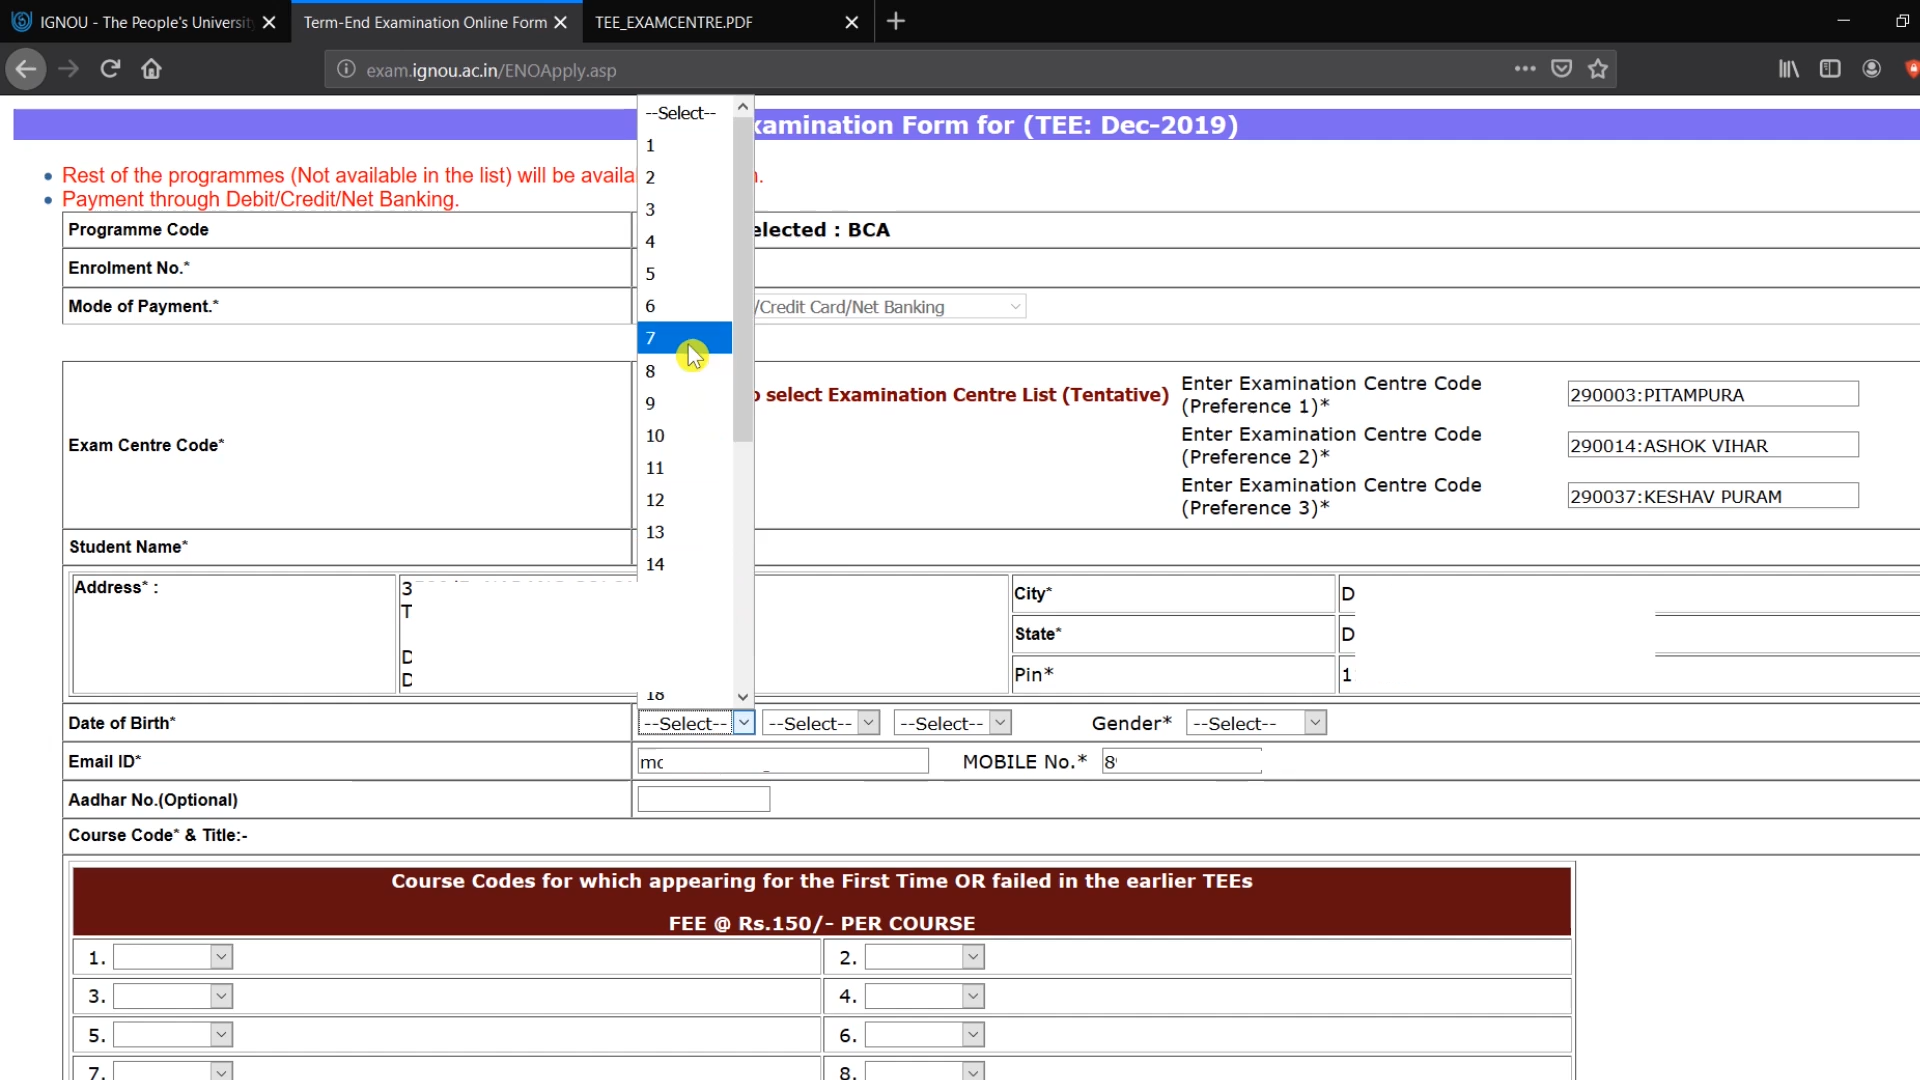 IGNOU - The People's Universit
Term-End Examination Online Form
TEE_EXAMCENTRE.PDF
exam.ignou.ac.in/ENOApply.asp
xamination Form for (TEE: Dec-2019)
Rest of the programmes (Not available in the list) will be availa
Payment through Debit/Credit/Net Banking.
Programme Code
elected : BCA
Enrolment No.*
Mode of Payment.*
/Credit Card/Net Banking
--Select--
1
2
3
4
5
6
7
8
9
10
11
12
13
14
18
Exam Centre Code*
o select Examination Centre List (Tentative)
Enter Examination Centre Code (Preference 1)*
290003:PITAMPURA
Enter Examination Centre Code (Preference 2)*
290014:ASHOK VIHAR
Enter Examination Centre Code (Preference 3)*
290037:KESHAV PURAM
Student Name*
Address* :
3
T
D
D
City*
D
State*
D
Pin*
1
Date of Birth*
--Select-- --Select-- --Select-- Gender* --Select--
Email ID*
mc
MOBILE No.* 8
Aadhar No.(Optional)
Course Code* & Title:-
Course Codes for which appearing for the First Time OR failed in the earlier TEEs
FEE @ Rs.150/- PER COURSE
1. 2.
3. 4.
5. 6.
7. 8.